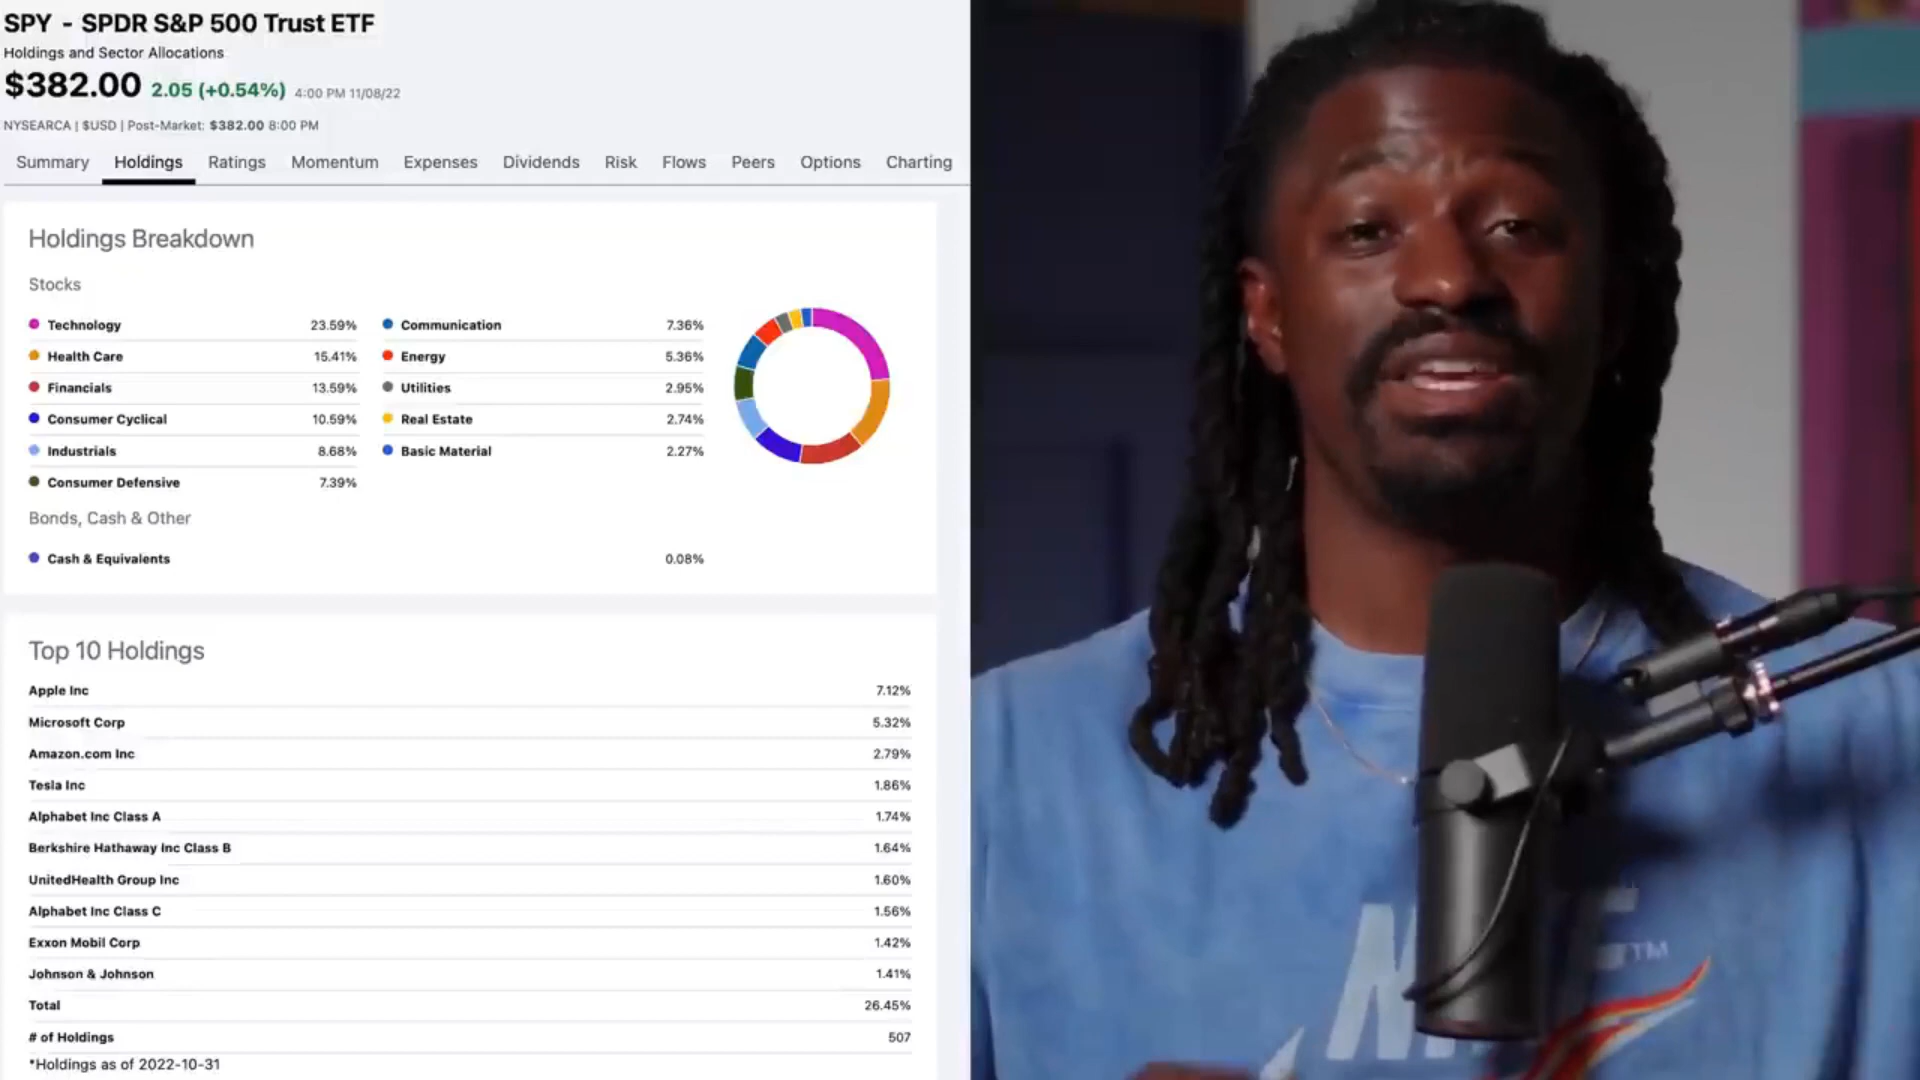 SPY - SPDR S&P 500 Trust ETF
Holdings and Sector Allocations
$382.00 2.05 (+0.54%) 4:00 PM 11/08/22
NYSEARCA | $USD | Post-Market: $382.00 8:00 PM
Summary Holdings Ratings Momentum Expenses Dividends Risk Flows Peers Options Charting
Holdings Breakdown
Stocks
Technology 23.59% Communication 7.36%
Health Care 15.41% Energy 5.36%
Financials 13.59% Utilities 2.95%
Consumer Cyclical 10.59% Real Estate 2.74%
Industrials 8.68% Basic Material 2.27%
Consumer Defensive 7.39%
Bonds, Cash & Other
Cash & Equivalents 0.08%
Top 10 Holdings
Apple Inc 7.12%
Microsoft Corp 5.32%
Amazon.com Inc 2.79%
Tesla Inc 1.86%
Alphabet Inc Class A 1.74%
Berkshire Hathaway Inc Class B 1.64%
UnitedHealth Group Inc 1.60%
Alphabet Inc Class C 1.56%
Exxon Mobil Corp 1.42%
Johnson & Johnson 1.41%
Total 26.45%
# of Holdings 507
*Holdings as of 2022-10-31
TM